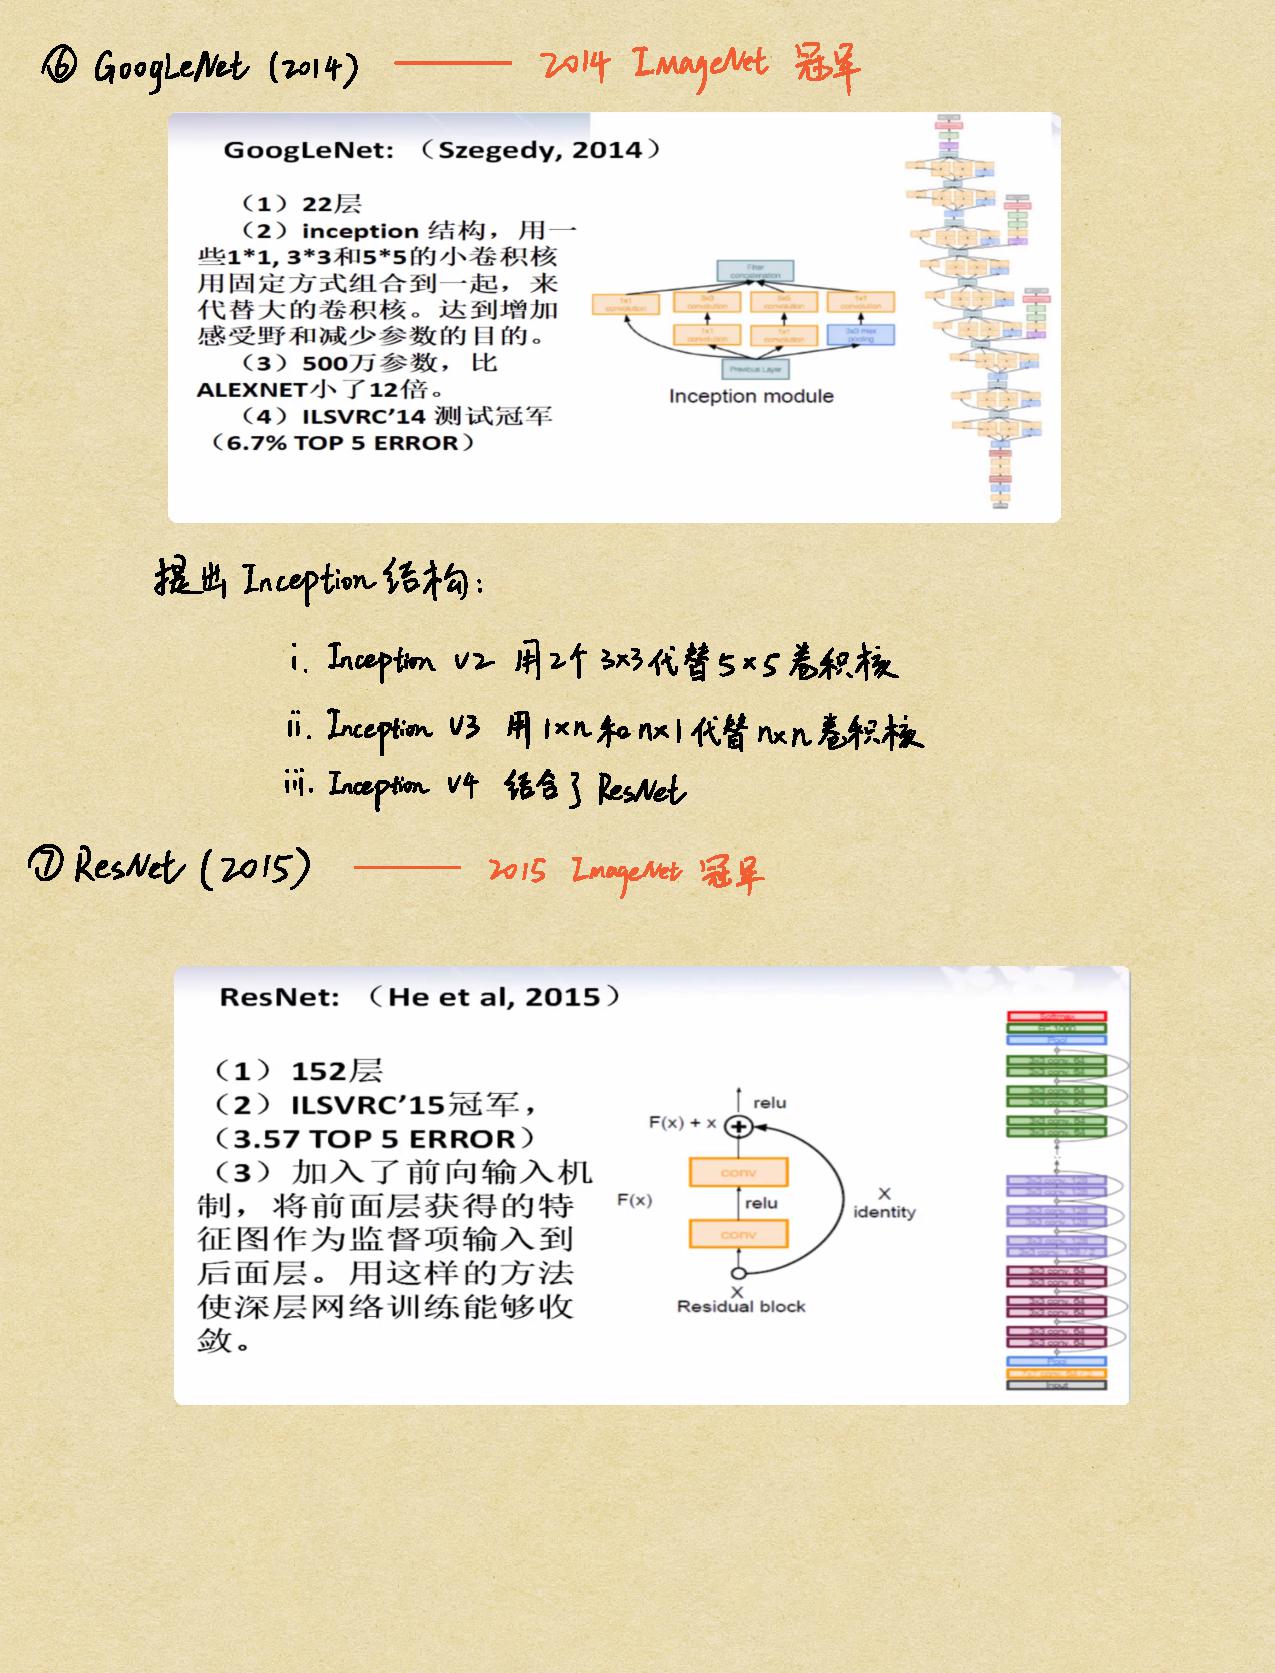 ⑥ GoogLeNet (2014) —— 2014 ImageNet 冠军
GoogLeNet: （Szegedy, 2014）
（1）22层
（2）inception 结构，用一
些1*1, 3*3和5*5的小卷积核
用固定方式组合到一起，来
代替大的卷积核。达到增加
感受野和减少参数的目的。
（3）500万参数，比
ALEXNET小了12倍。
（4）ILSVRC’14 测试冠军
（6.7% TOP 5 ERROR）
Filter
concatenation
1x1
convolution
3x3
convolution
5x5
convolution
1x1
convolution
1x1
convolution
1x1
convolution
3x3 max
pooling
Previous Layer
Inception module
提出 Inception 结构：
i. Inception V2 用2个 3×3代替 5×5 卷积核
ii. Inception V3 用 1×n 和 n×1 代替 n×n 卷积核
iii. Inception V4 结合了 ResNet
⑦ ResNet (2015) —— 2015 ImageNet 冠军
ResNet: （He et al, 2015）
（1）152层
（2）ILSVRC’15冠军，
（3.57 TOP 5 ERROR）
（3）加入了前向输入机
制，将前面层获得的特
征图作为监督项输入到
后面层。用这样的方法
使深层网络训练能够收
敛。
relu
F(x) + x
conv
F(x)
relu
X
identity
conv
X
Residual block
Softmax
FC 1000
Pool
Pool
Input